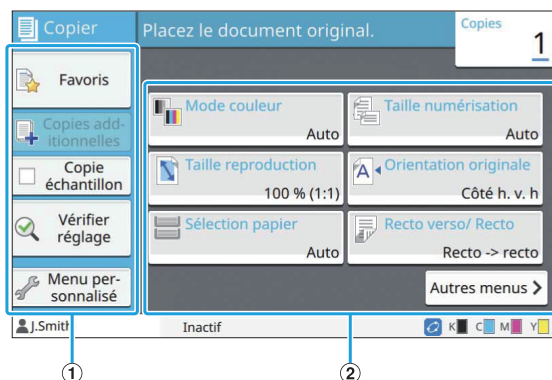 Copier
Placez le document original.
Copies
1
Favoris
Copies add-
itionnelles
Copie
échantillon
Vérifier
réglage
Menu per-
sonnalisé
Mode couleur
Auto
Taille numérisation
Auto
Taille reproduction
100 % (1:1)
Orientation originale
Côté h. v. h
Sélection papier
Auto
Recto verso/ Recto
Recto -> recto
Autres menus >
J.Smith
Inactif
K C M Y
1
2